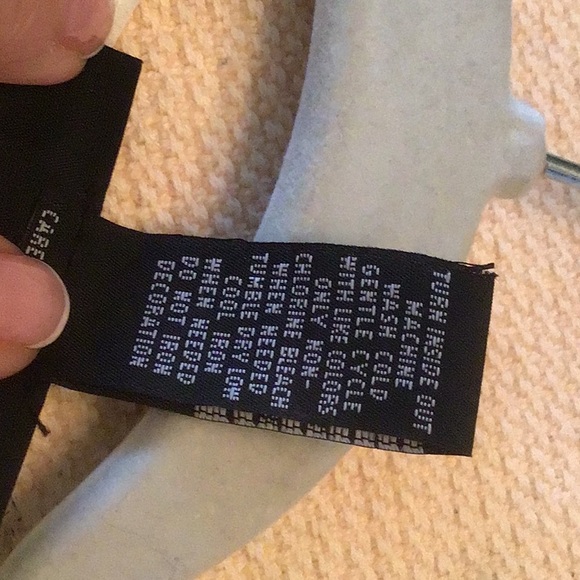 TURN INSIDE OUT
MACHINE
WASH COLD
GENTLE CYCLE
WITH LIKE COLORS
ONLY NON-
CHLORINE BLEACH
WHEN NEEDED
TUMBLE DRY LOW
COOL IRON
WHEN NEEDED
DO NOT IRON
DECORATION
CARE